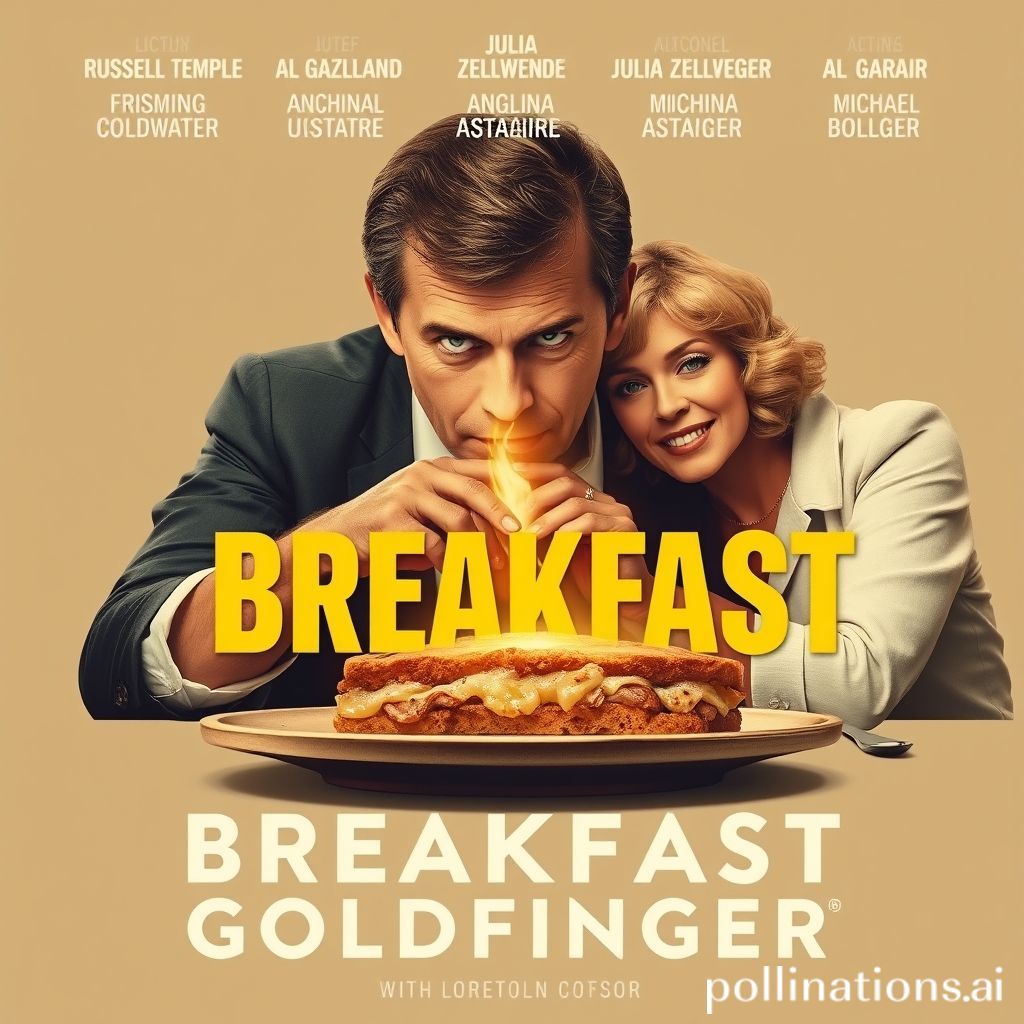 RUSSELL TEMPLE
AL GAZLLAND
JULIA
ZELLWENDE
JULIA ZELLVEGER
AL GARAIR
FRISMING
COLDWATER
ANCHINAL
UISTATRE
ANGLINA
MIICHINA
ASTAIGER
MICHAEL
BOLLGER
BREAKFAST
BREAKFAST
GOLDFINGER®
WITH LORETOLN COFSOR
pollinations.ai